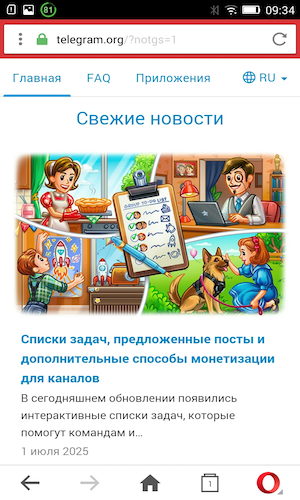 81
09:34
telegram.org/?notgs=1
Главная FAQ Приложения RU
Свежие новости
GROUP TO-DO LIST
Списки задач, предложенные посты и
дополнительные способы монетизации
для каналов
В сегодняшнем обновлении появились
интерактивные списки задач, которые
помогут командам и...
1 июля 2025
1